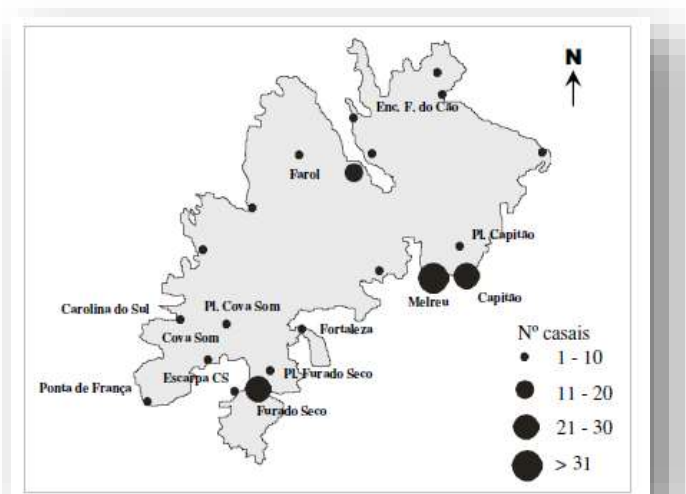 N
Enc. F. do Cão
Farol
Pl. Capitão
Melreu
Capitão
Carolina do Sul
Pl. Cova Som
Fortaleza
Cova Som
Escarpa CS
Pl. Furado Seco
Ponta de França
Furado Seco
Nº casais
1 - 10
11 - 20
21 - 30
> 31